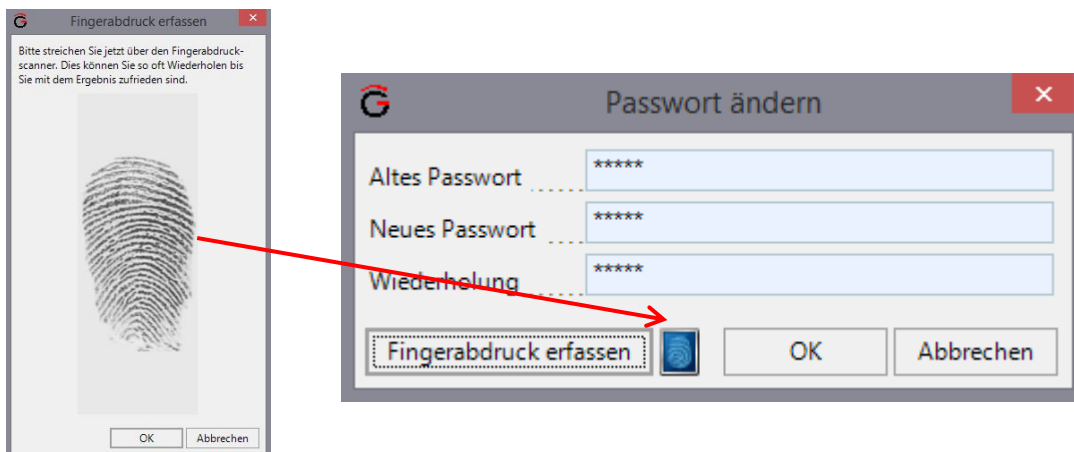 Fingerabdruck erfassen
Bitte streichen Sie jetzt über den Fingerabdruck-
scanner. Dies können Sie so oft Wiederholen bis
Sie mit dem Ergebnis zufrieden sind.
OK Abbrechen
Passwort ändern
Altes Passwort *****
Neues Passwort *****
Wiederholung *****
Fingerabdruck erfassen OK Abbrechen